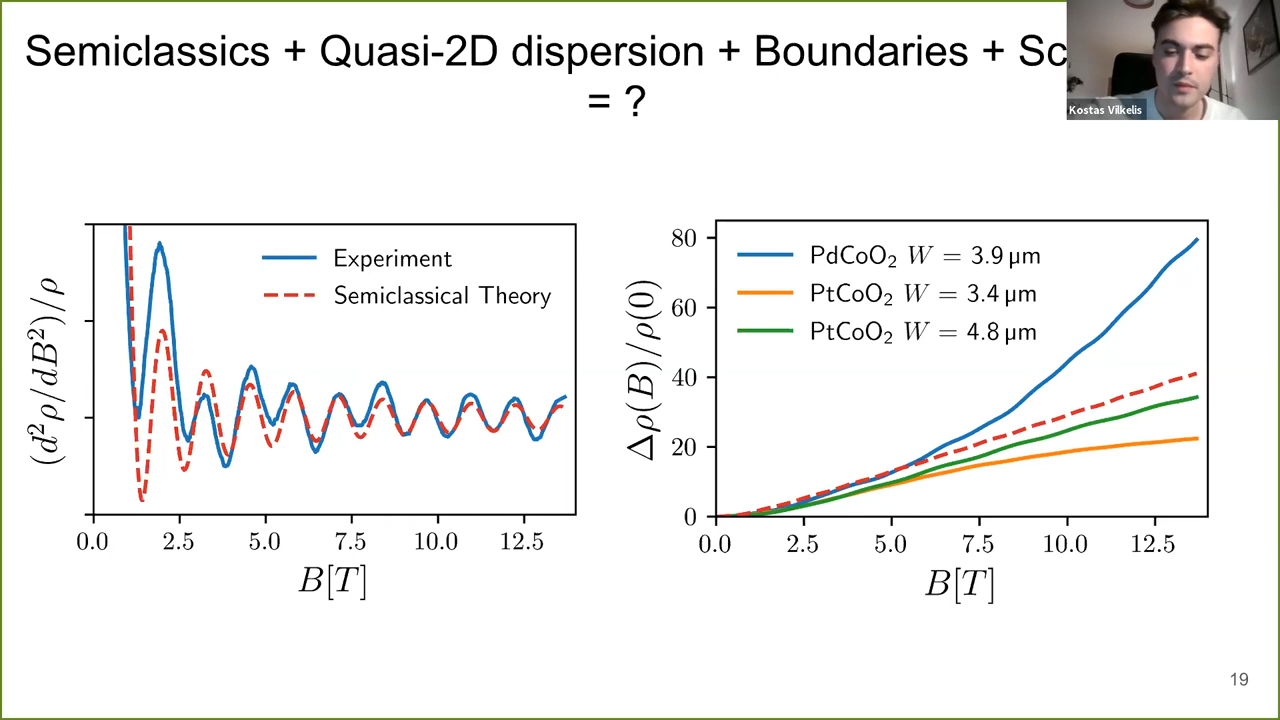 Semiclassics + Quasi-2D dispersion + Boundaries + Sc
= ?
Kostas Vilkelis
(d²ρ/dB²)/ρ
Experiment
Semiclassical Theory
0.0 2.5 5.0 7.5 10.0 12.5
B[T]
Δρ(B)/ρ(0)
80
60
40
20
0
PdCoO₂ W = 3.9 µm
PtCoO₂ W = 3.4 µm
PtCoO₂ W = 4.8 µm
0.0 2.5 5.0 7.5 10.0 12.5
B[T]
19